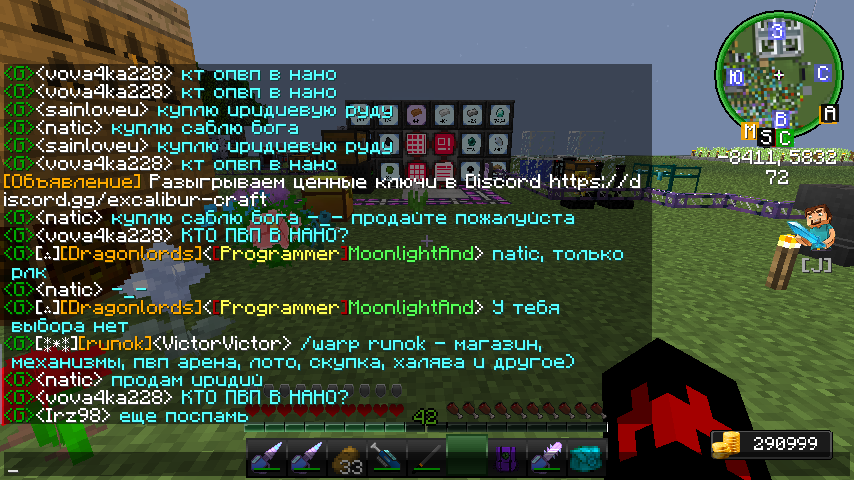 <G><vova4ka228> кт опвп в нано
<G><vova4ka228> кт опвп в нано
<G><sainloveu> куплю иридиевую руду
<G><natic> куплю саблю бога
<G><sainloveu> куплю иридиевую руду
<G><vova4ka228> кт опвп в нано
[Объявление] Разыгрываем ценные ключи в Discord https://d
iscord.gg/excalibur-craft
<G><natic> куплю саблю бога -_- продайте пожалуйста
<G><vova4ka228> КТО ПВП В НАНО?
<G>[∴][Dragonlords]<[Programmer]MoonlightAnd> natic, только
рлк
<G><natic> -_-
<G>[∴][Dragonlords]<[Programmer]MoonlightAnd> У тебя
выбора нет
<G>[⁑*⁑][runok]<VictorVictor> /warp runok - магазин,
механизмы, пвп арена, лото, скупка, халява и другое)
<G><natic> продам иридий
<G><vova4ka228> КТО ПВП В НАНО?
<G><Irz98> еще поспамь
_
З
Ю
С
В
M
S
C
A
-8411, 5832
72
[J]
42
33
290999